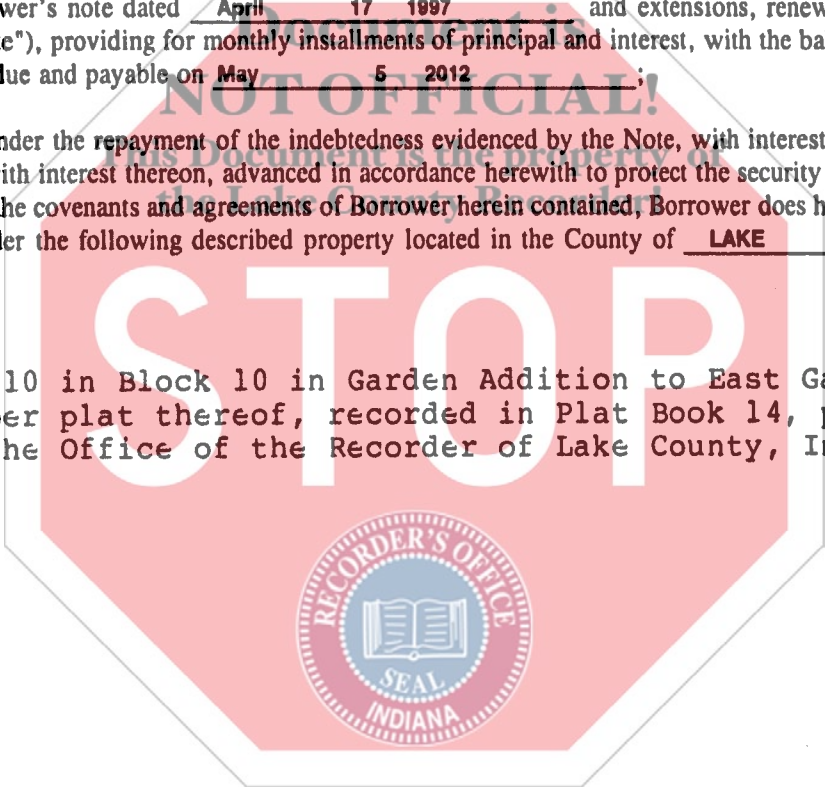 wer's note dated April 17 1997 and extensions, renew
Document is
e"), providing for monthly installments of principal and interest, with the ba
lue and payable on May 5 2012 ;
NOT OFFICIAL!
nder the repayment of the indebtedness evidenced by the Note, with interest
This Document is the property of
ith interest thereon, advanced in accordance herewith to protect the security
the Lake County Recorder!
he covenants and agreements of Borrower herein contained, Borrower does h
er the following described property located in the County of LAKE
STOP
10 in Block 10 in Garden Addition to East Ga
er plat thereof, recorded in Plat Book 14, p
he Office of the Recorder of Lake County, In
RECORDER'S OFFICE
SEAL
INDIANA